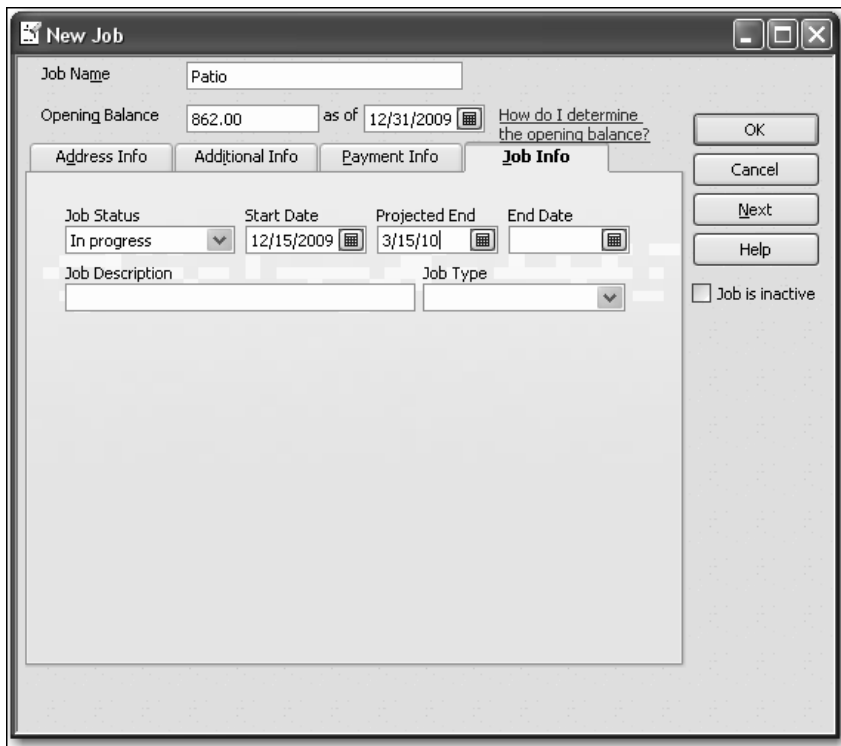 New Job
Job Name Patio
Opening Balance 862.00 as of 12/31/2009 How do I determine
the opening balance?
OK
Address Info Additional Info Payment Info Job Info
Cancel
Job Status Start Date Projected End End Date
Next
In progress 12/15/2009 3/15/10
Help
Job Description Job Type
Job is inactive